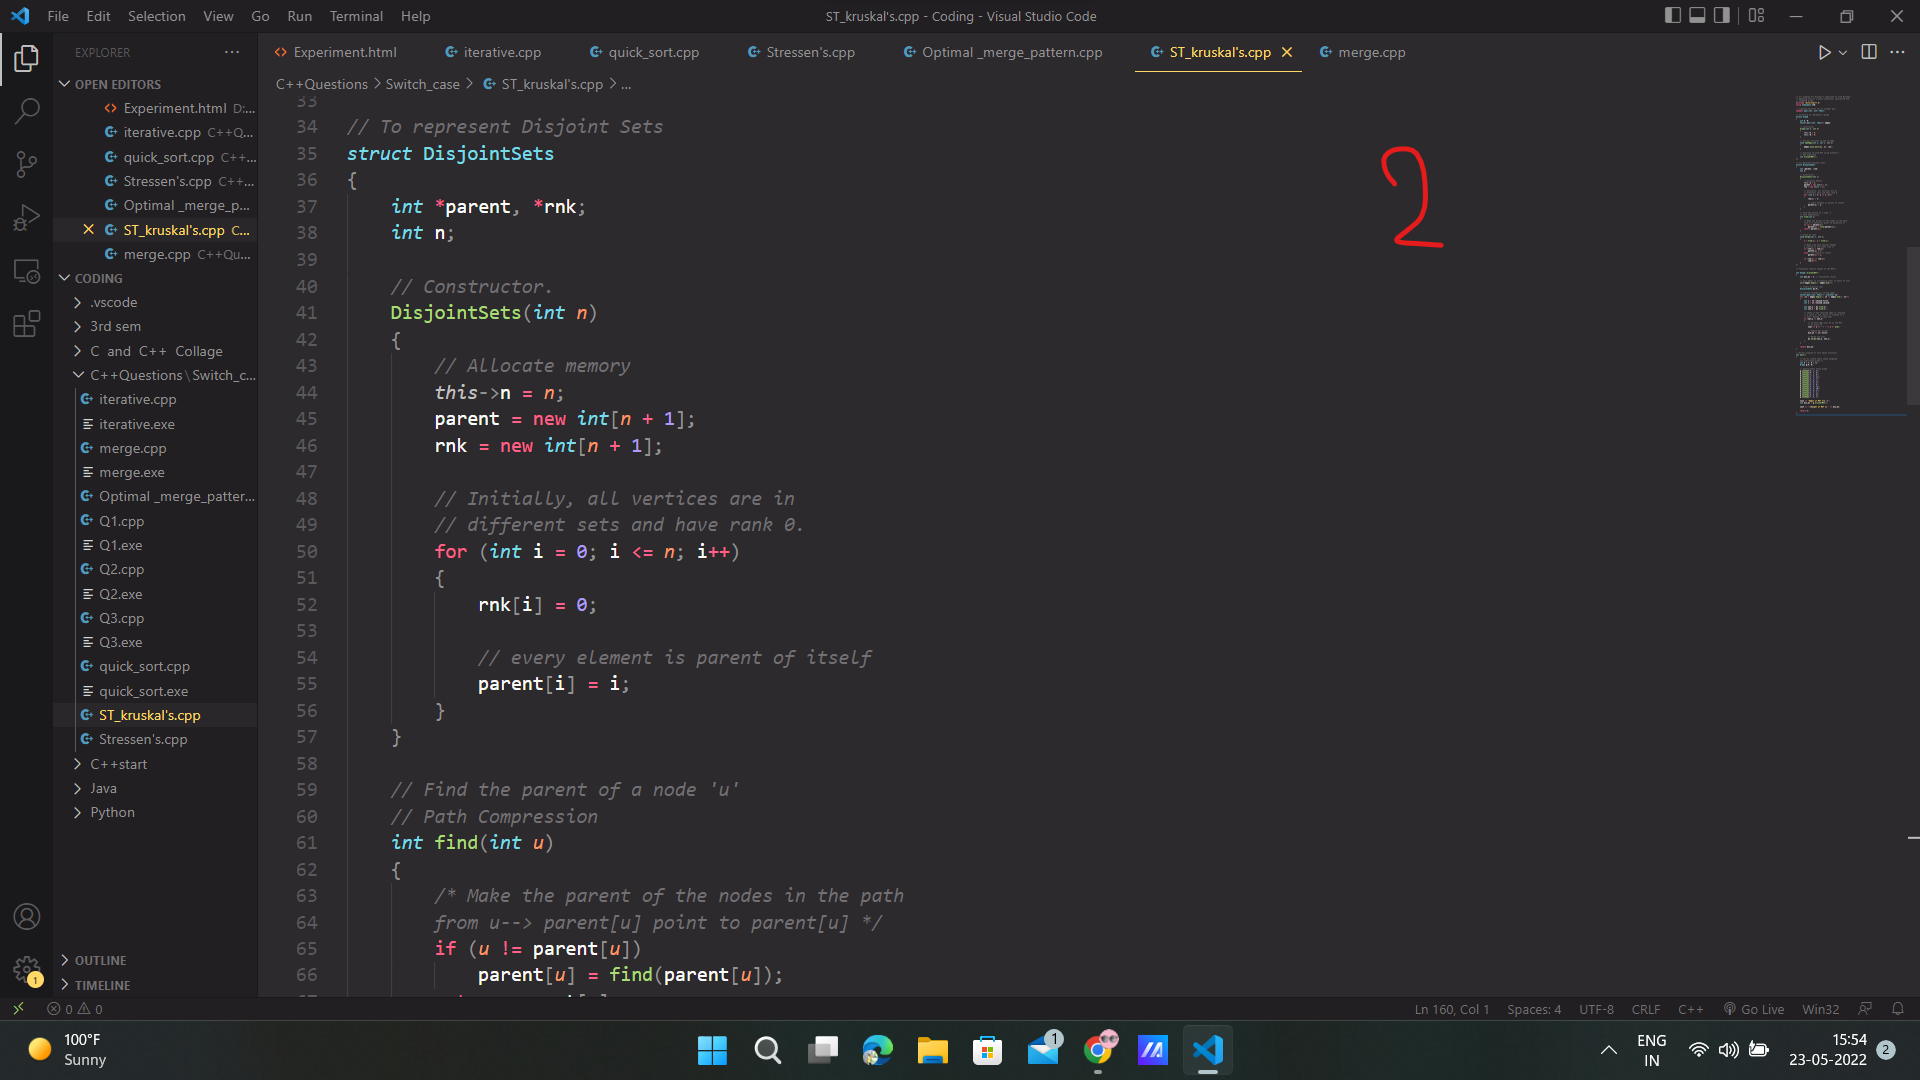 File Edit Selection View Go Run Terminal Help
ST_kruskal's.cpp - Coding - Visual Studio Code
EXPLORER
OPEN EDITORS
Experiment.html D:...
iterative.cpp C++Q...
quick_sort.cpp C++...
Stressen's.cpp C++...
Optimal _merge_p...
ST_kruskal's.cpp C...
merge.cpp C++Qu...
CODING
.vscode
3rd sem
C and C++ Collage
C++Questions\Switch_c...
iterative.cpp
iterative.exe
merge.cpp
merge.exe
Optimal _merge_patter...
Q1.cpp
Q1.exe
Q2.cpp
Q2.exe
Q3.cpp
Q3.exe
quick_sort.cpp
quick_sort.exe
ST_kruskal's.cpp
Stressen's.cpp
C++start
Java
Python
OUTLINE
TIMELINE
Experiment.html iterative.cpp quick_sort.cpp Stressen's.cpp Optimal _merge_pattern.cpp ST_kruskal's.cpp merge.cpp
C++Questions > Switch_case > ST_kruskal's.cpp > ...
33
34 // To represent Disjoint Sets
35 struct DisjointSets
36 {
37 int *parent, *rnk;
38 int n;
39
40 // Constructor.
41 DisjointSets(int n)
42 {
43 // Allocate memory
44 this->n = n;
45 parent = new int[n + 1];
46 rnk = new int[n + 1];
47
48 // Initially, all vertices are in
49 // different sets and have rank 0.
50 for (int i = 0; i <= n; i++)
51 {
52 rnk[i] = 0;
53
54 // every element is parent of itself
55 parent[i] = i;
56 }
57 }
58
59 // Find the parent of a node 'u'
60 // Path Compression
61 int find(int u)
62 {
63 /* Make the parent of the nodes in the path
64 from u--> parent[u] point to parent[u] */
65 if (u != parent[u])
66 parent[u] = find(parent[u]);
2
1
0 0
Ln 160, Col 1 Spaces: 4 UTF-8 CRLF C++ Go Live Win32
100°F
Sunny
1
ENG
IN
15:54
23-05-2022
2